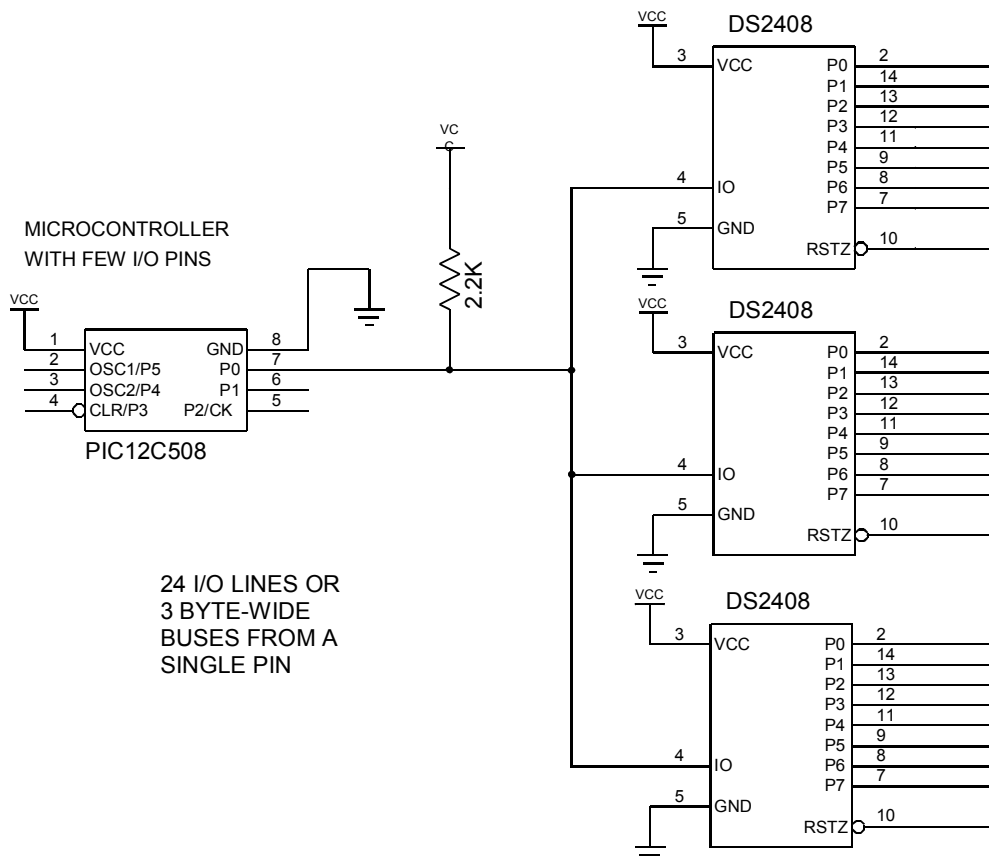 VCC
DS2408
3
VCC
P0
2
P1
14
P2
13
P3
12
P4
11
P5
9
P6
8
P7
7
4
IO
5
GND
RSTZ
10
VC
C
2.2K
MICROCONTROLLER
WITH FEW I/O PINS
VCC
1
VCC
GND
8
2
OSC1/P5
P0
7
3
OSC2/P4
P1
6
4
CLR/P3
P2/CK
5
PIC12C508
VCC
DS2408
3
VCC
P0
2
P1
14
P2
13
P3
12
P4
11
P5
9
P6
8
P7
7
4
IO
5
GND
RSTZ
10
24 I/O LINES OR
3 BYTE-WIDE
BUSES FROM A
SINGLE PIN
VCC
DS2408
3
VCC
P0
2
P1
14
P2
13
P3
12
P4
11
P5
9
P6
8
P7
7
4
IO
5
GND
RSTZ
10